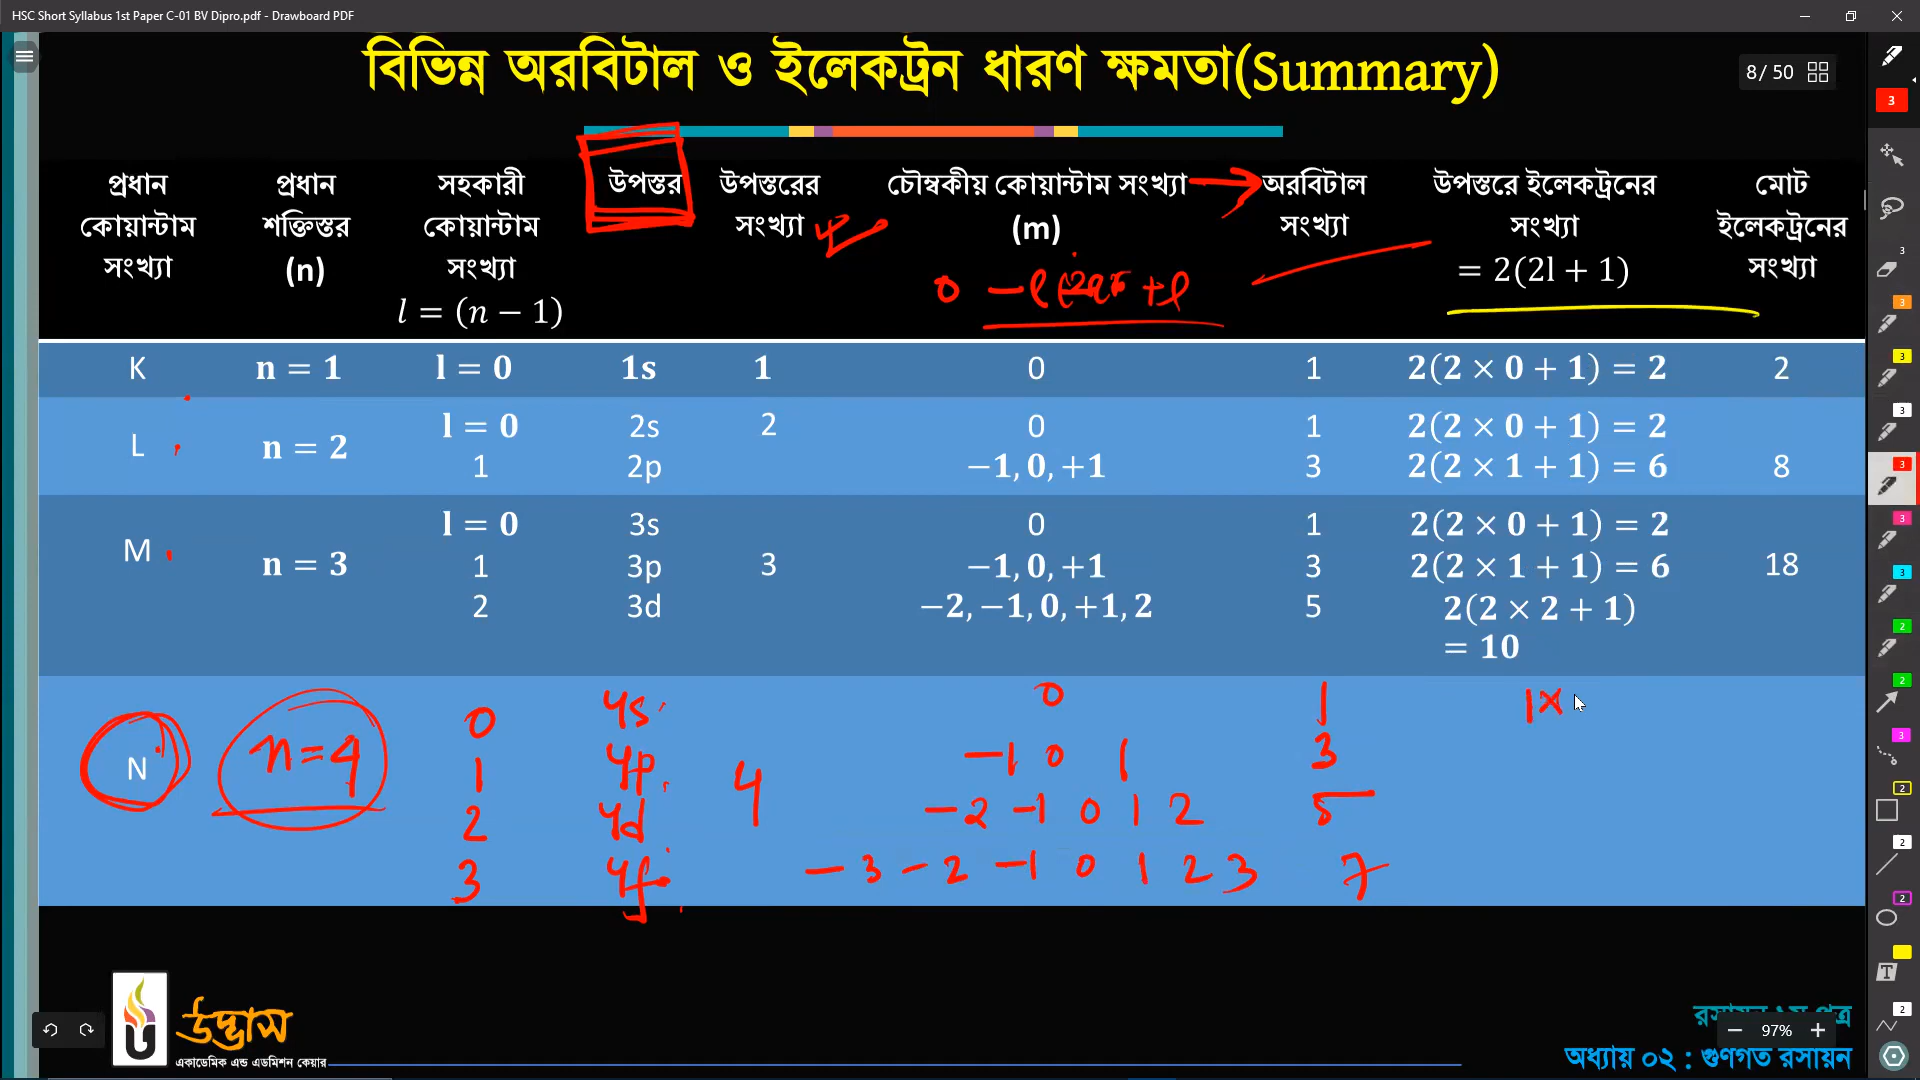 HSC Short Syllabus 1st Paper C-01 BV Dipro.pdf - Drawboard PDF
বিভিন্ন অরবিটাল ও ইলেকট্রন ধারণ ক্ষমতা(Summary)
8 / 50
প্রধান কোয়ান্টাম সংখ্যা
প্রধান শক্তিস্তর (n)
সহকারী কোয়ান্টাম সংখ্যা l = (n − 1)
উপস্তর
উপস্তরের সংখ্যা
চৌম্বকীয় কোয়ান্টাম সংখ্যা (m)
0 −l +l
অরবিটাল সংখ্যা
উপস্তরে ইলেকট্রনের সংখ্যা = 2(2l + 1)
মোট ইলেকট্রনের সংখ্যা
K n = 1 l = 0 1s 1 0 1 2(2 × 0 + 1) = 2 2
L n = 2 l = 0 2s 2 0 1 2(2 × 0 + 1) = 2
1 2p −1, 0, +1 3 2(2 × 1 + 1) = 6 8
l = 0 3s 0 1 2(2 × 0 + 1) = 2
M n = 3 1 3p 3 −1, 0, +1 3 2(2 × 1 + 1) = 6 18
2 3d −2, −1, 0, +1, 2 5 2(2 × 2 + 1)
= 10
0 4s 0 1 1×
N n=4 1 4p 4 −1 0 1 3
2 4d −2 −1 0 1 2 5
3 4f −3 −2 −1 0 1 2 3 7
উদ্ভাস
একাডেমিক এন্ড এডমিশন কেয়ার
97%
অধ্যায় ০২ : গুণগত রসায়ন